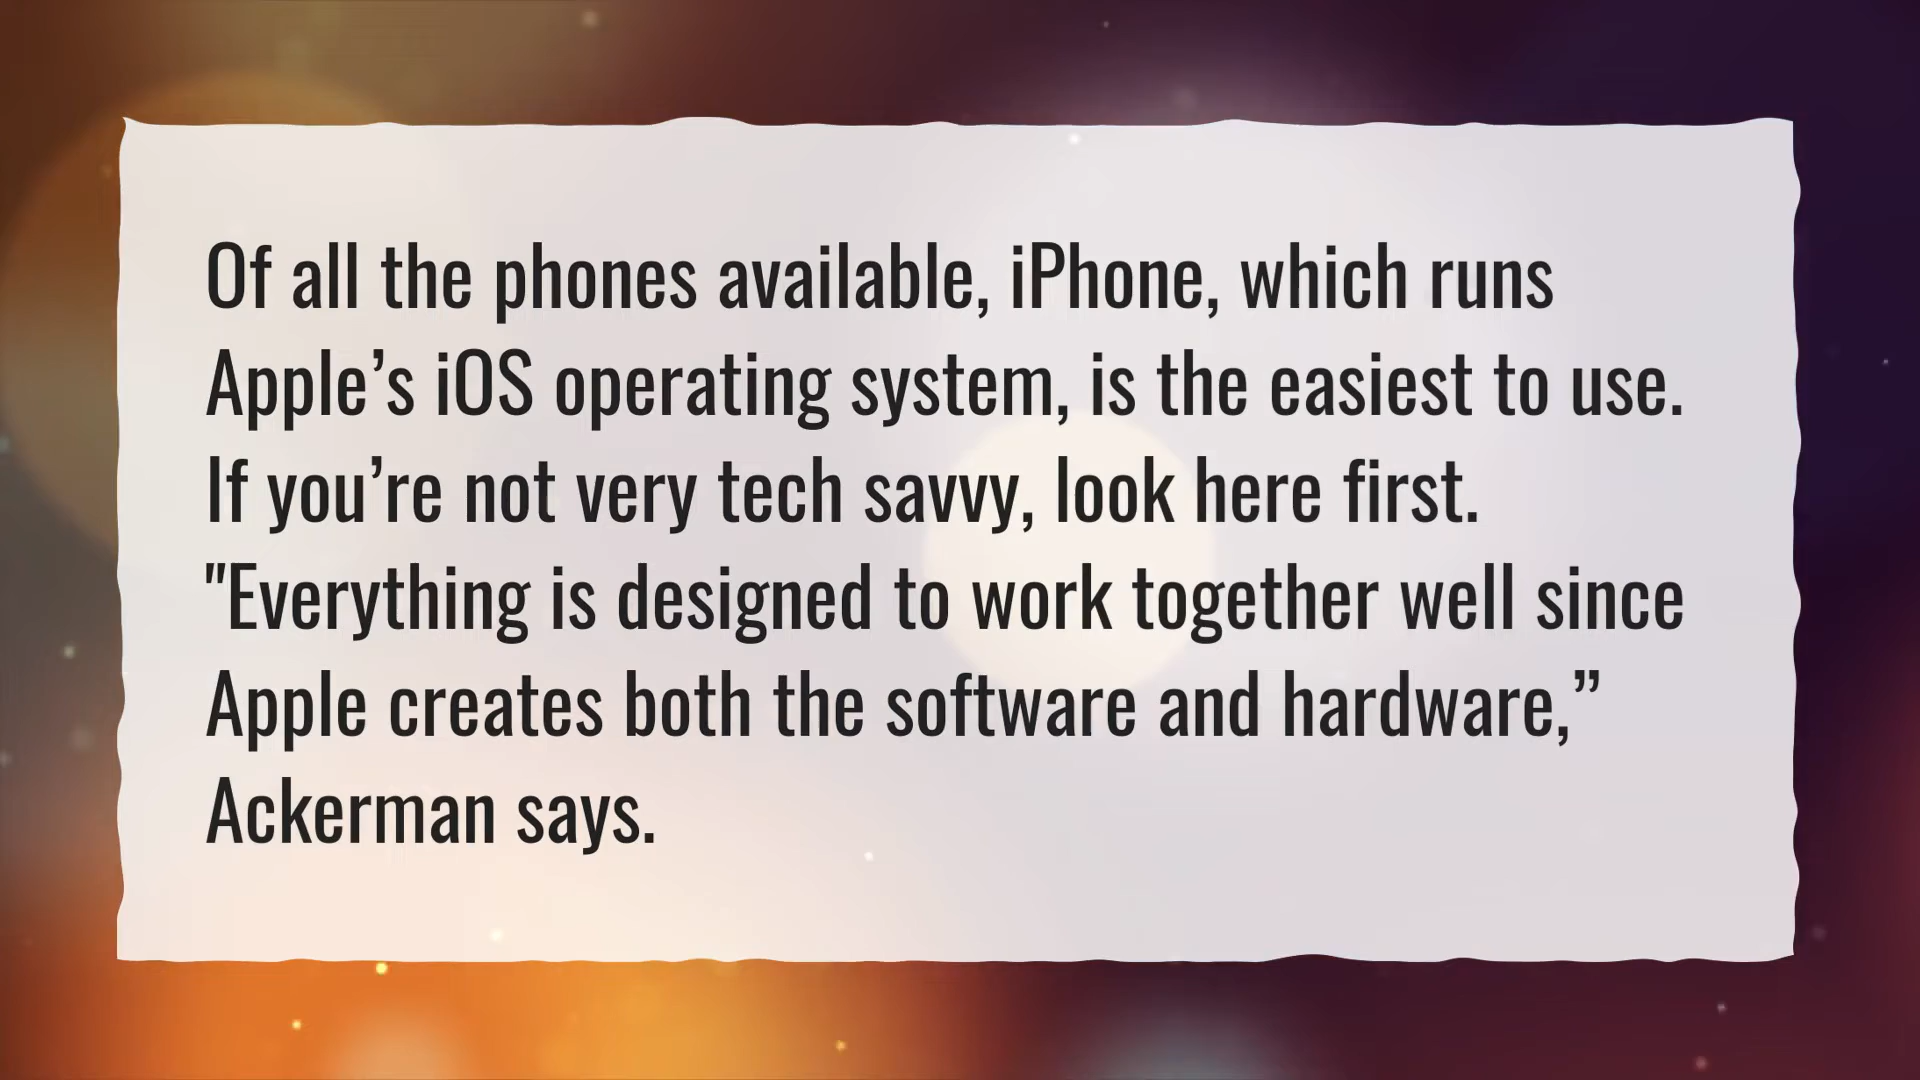 Of all the phones available, iPhone, which runs
Apple’s iOS operating system, is the easiest to use.
If you’re not very tech savvy, look here first.
"Everything is designed to work together well since
Apple creates both the software and hardware,”
Ackerman says.